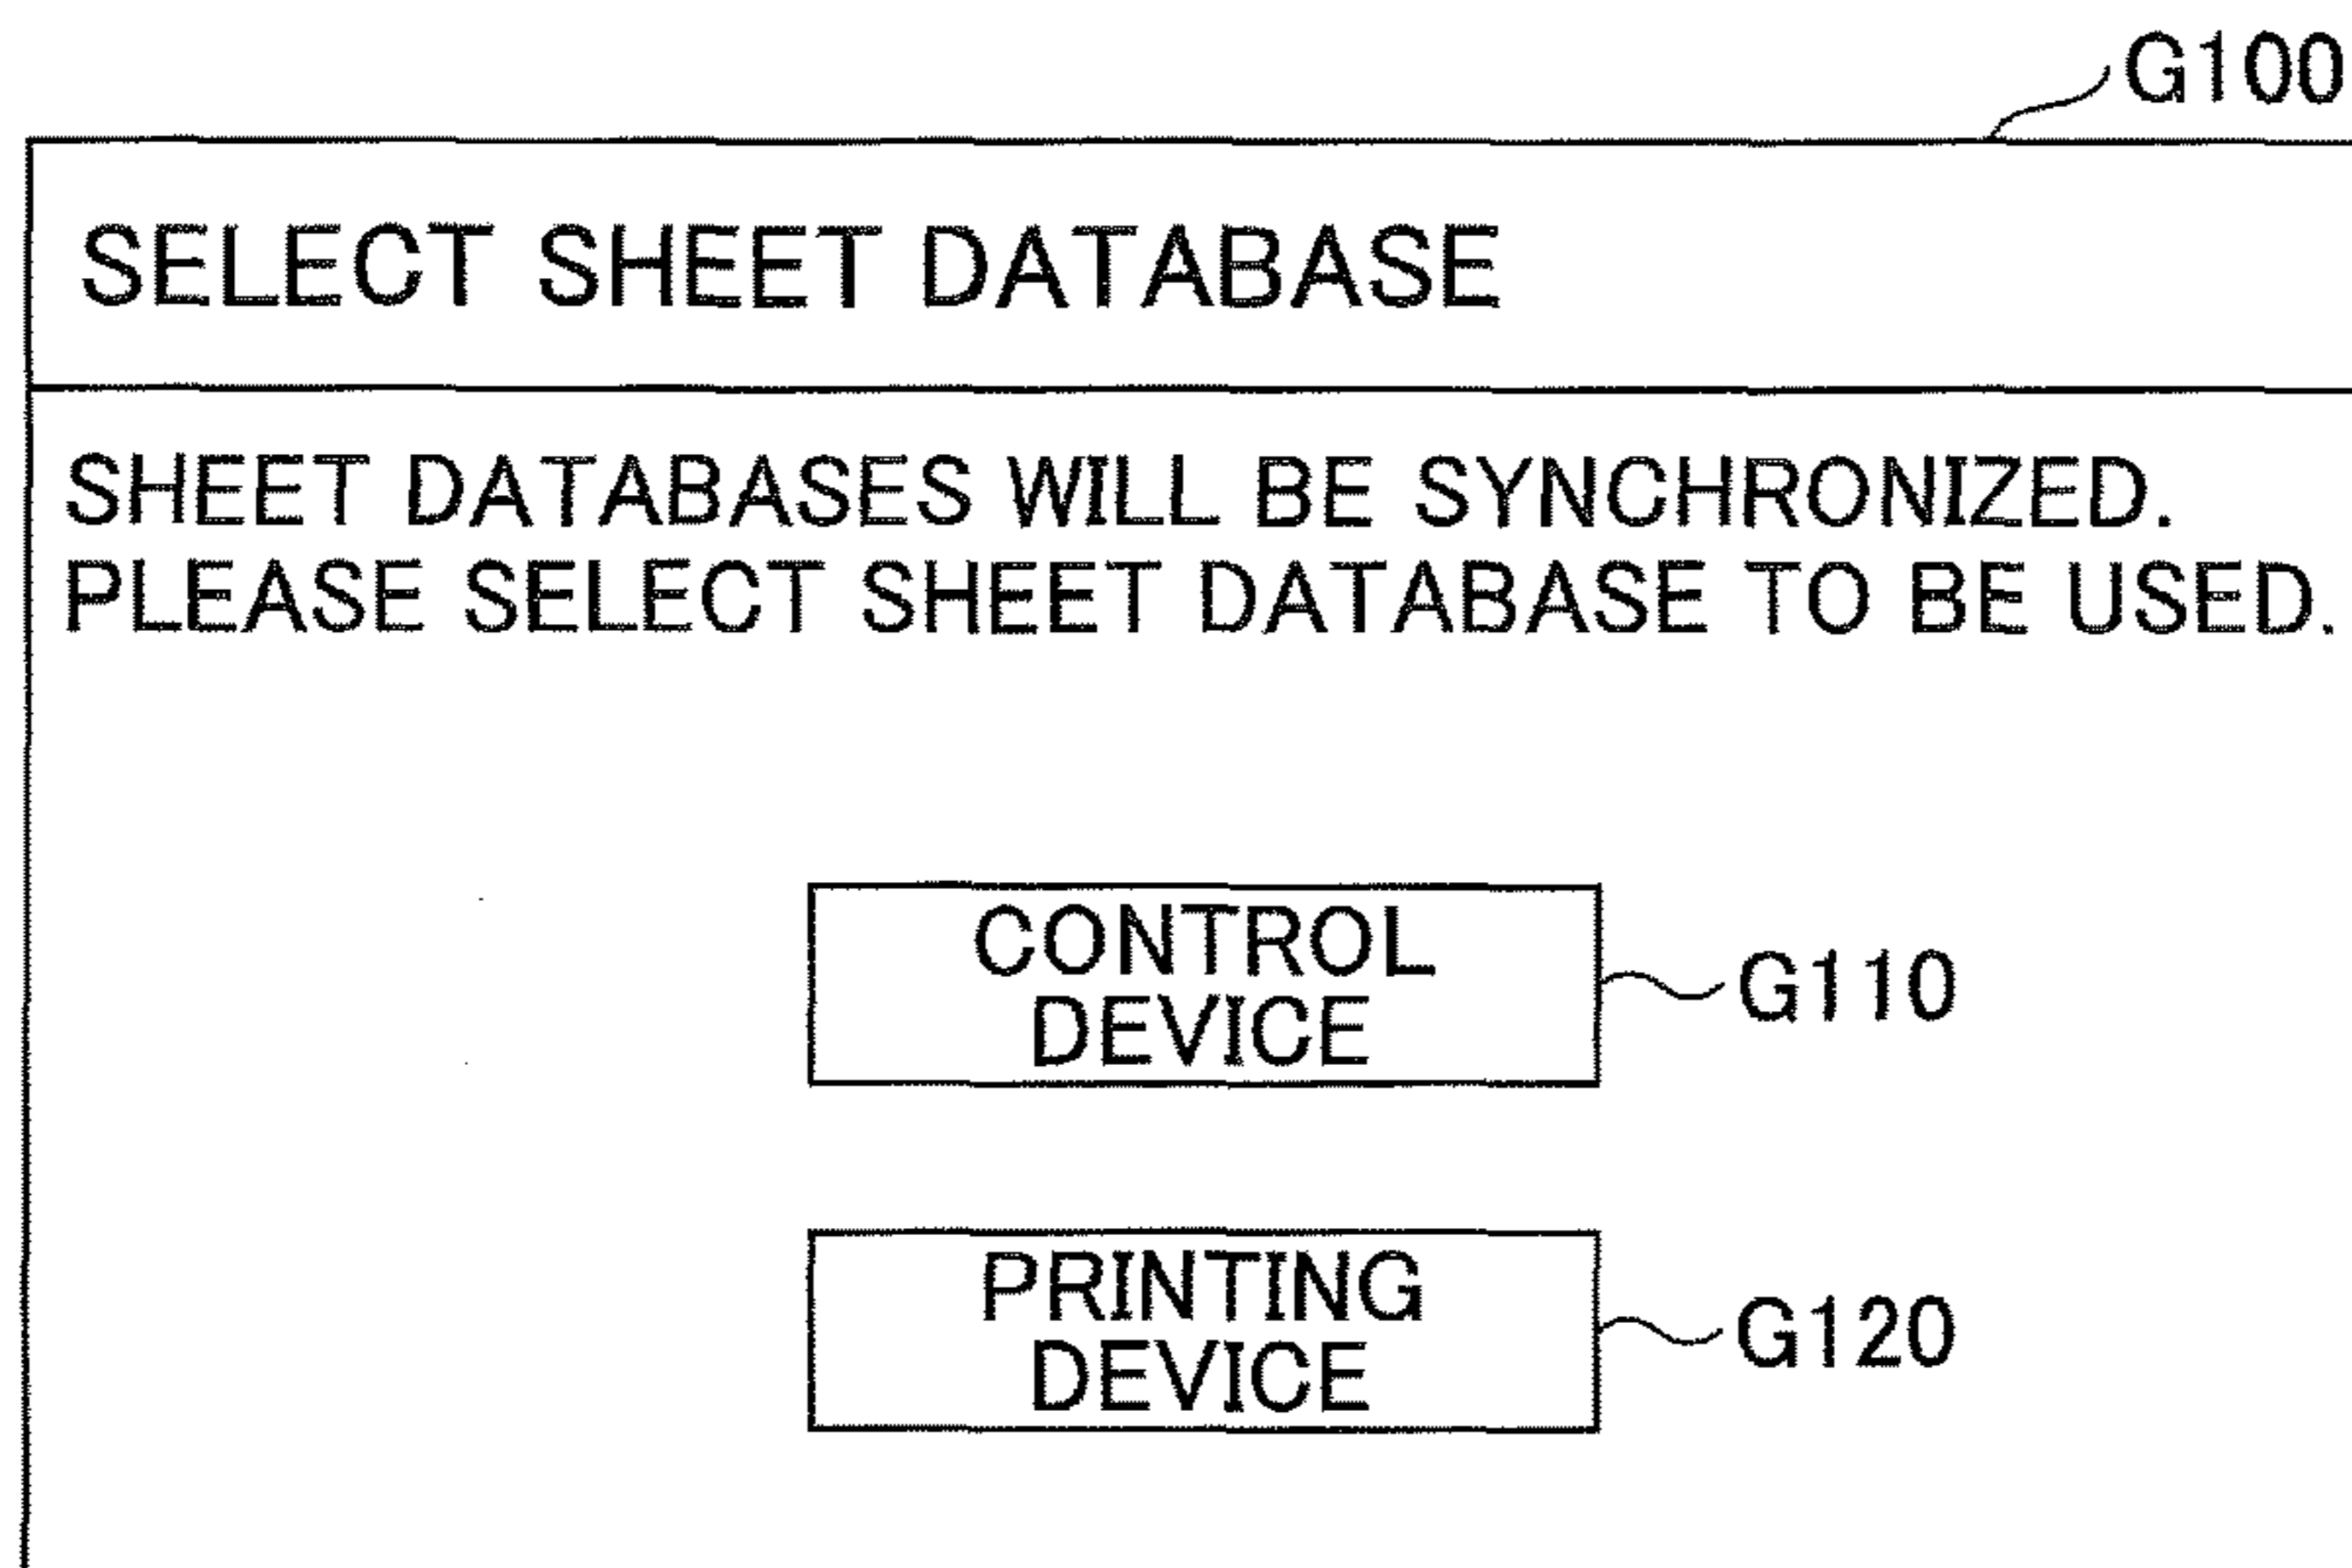 G100
SELECT SHEET DATABASE
SHEET DATABASES WILL BE SYNCHRONIZED.
PLEASE SELECT SHEET DATABASE TO BE USED.
CONTROL
DEVICE
G110
PRINTING
DEVICE
G120